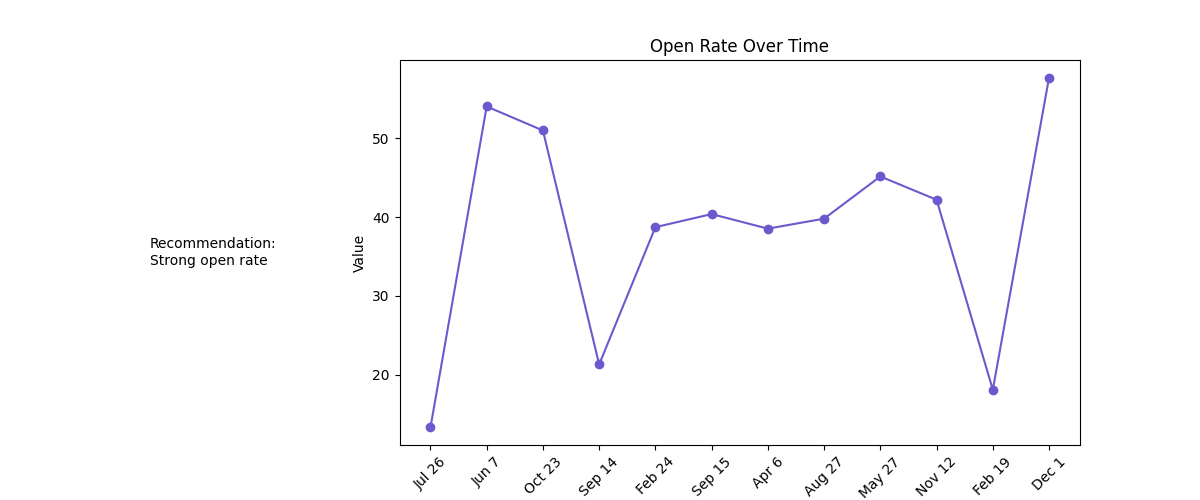 Open Rate Over Time
Recommendation:
Strong open rate
Value
50
40
30
20
Jul 26
Jun 7
Oct 23
Sep 14
Feb 24
Sep 15
Apr 6
Aug 27
May 27
Nov 12
Feb 19
Dec 1